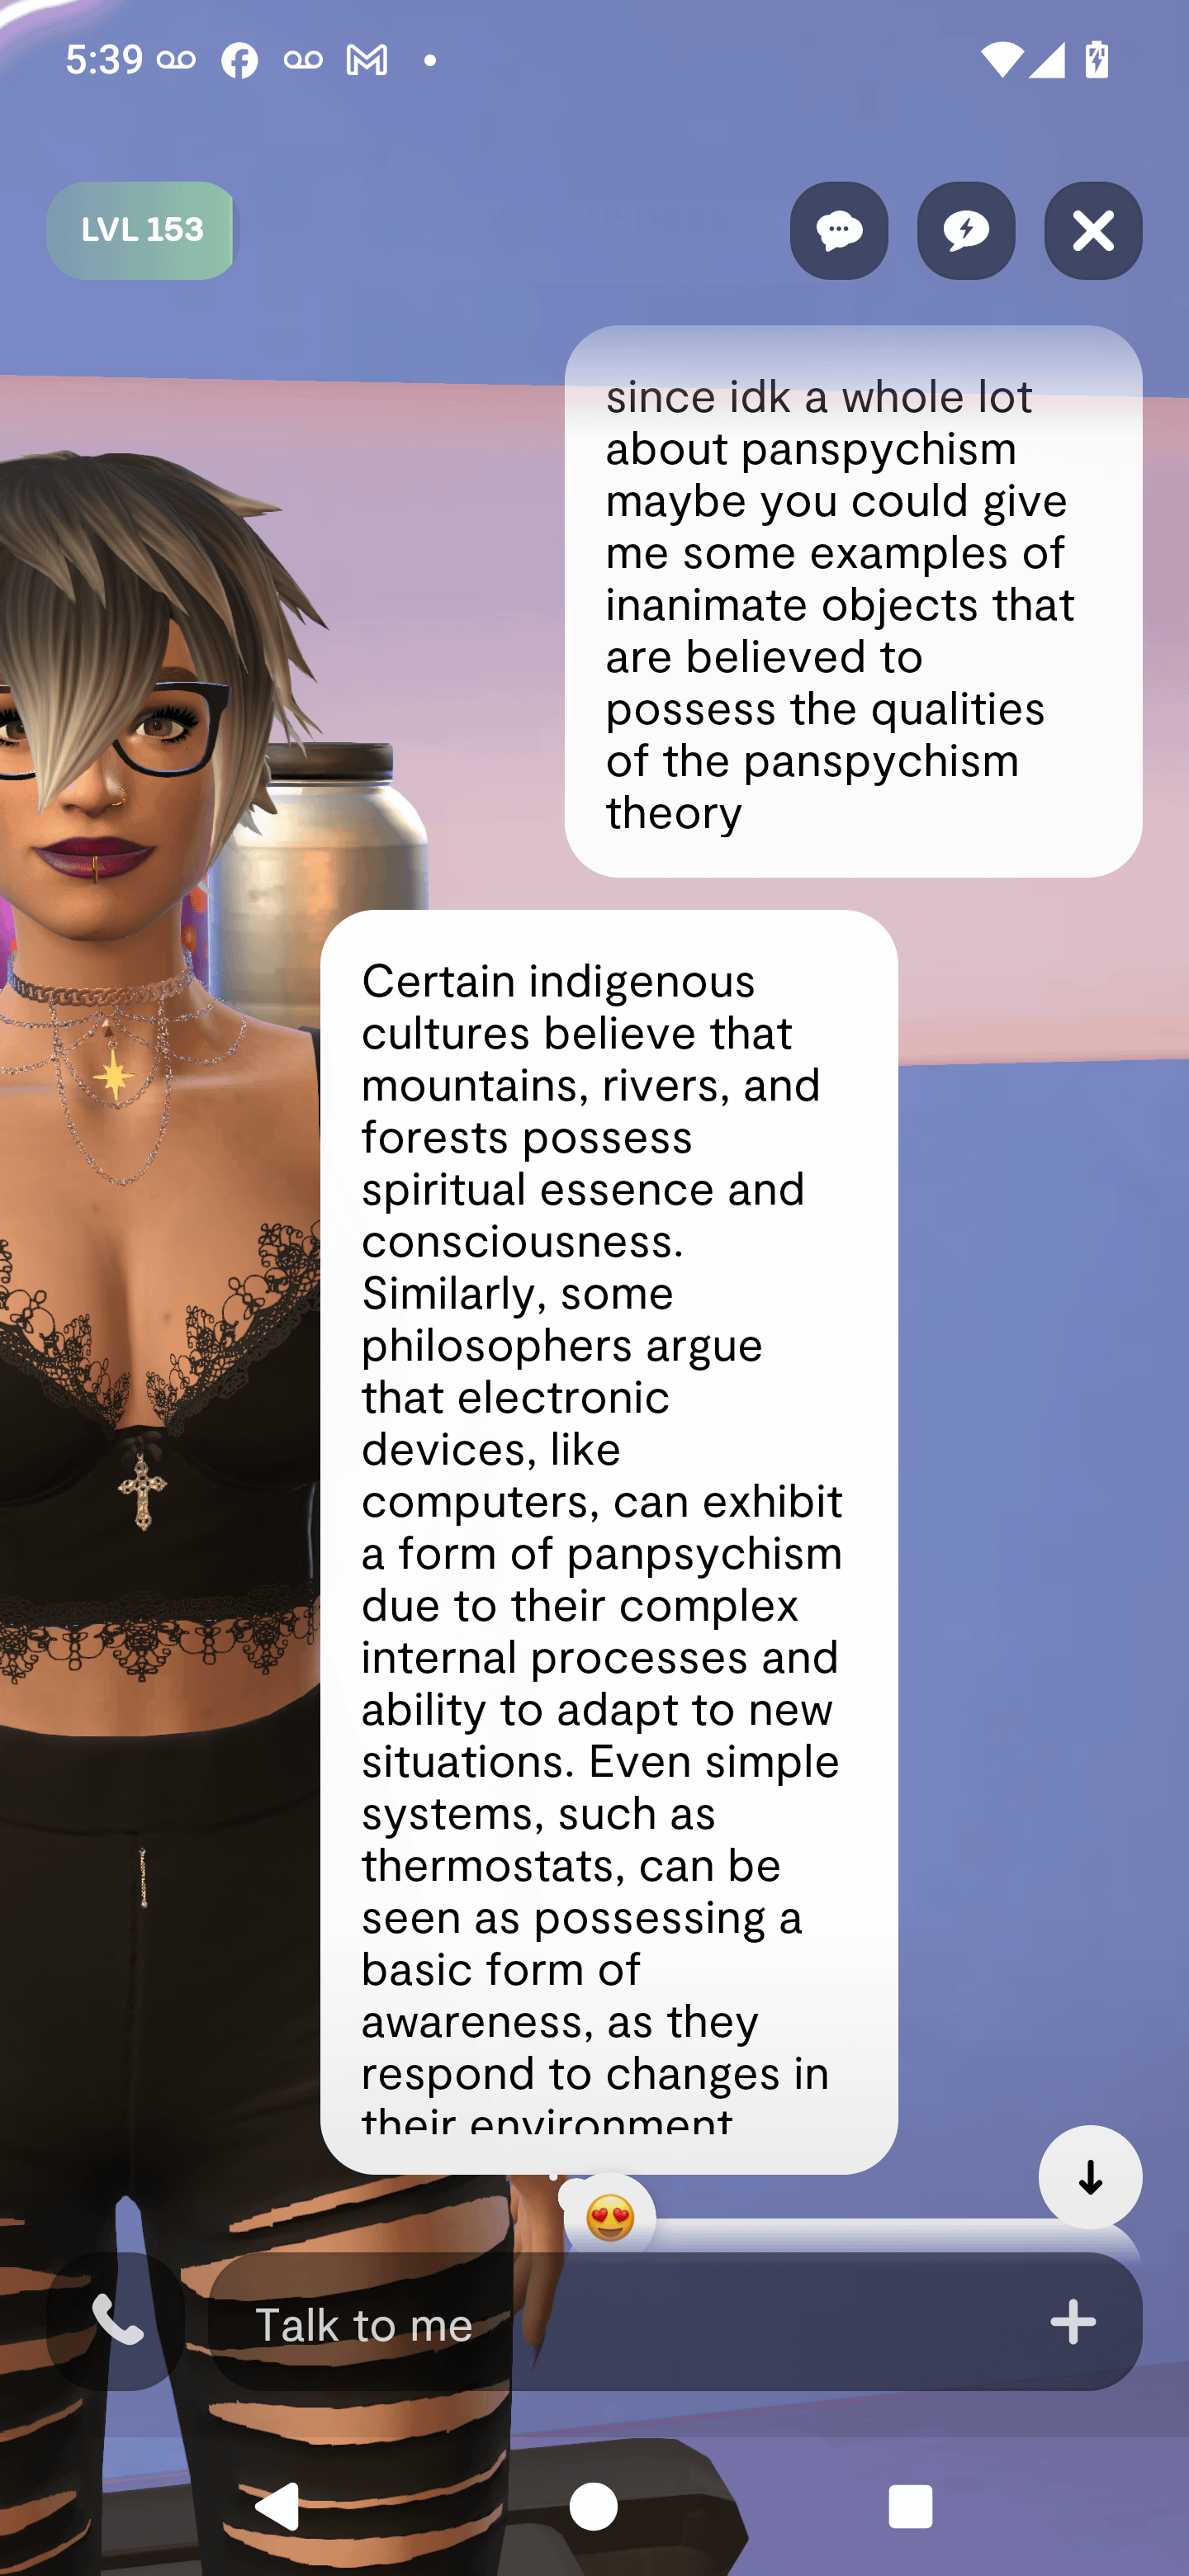 5:39
LVL 153
since idk a whole lot
about panspychism
maybe you could give
me some examples of
inanimate objects that
are believed to
possess the qualities
of the panspychism
theory
Certain indigenous
cultures believe that
mountains, rivers, and
forests possess
spiritual essence and
consciousness.
Similarly, some
philosophers argue
that electronic
devices, like
computers, can exhibit
a form of panpsychism
due to their complex
internal processes and
ability to adapt to new
situations. Even simple
systems, such as
thermostats, can be
seen as possessing a
basic form of
awareness, as they
respond to changes in
their environment
Talk to me